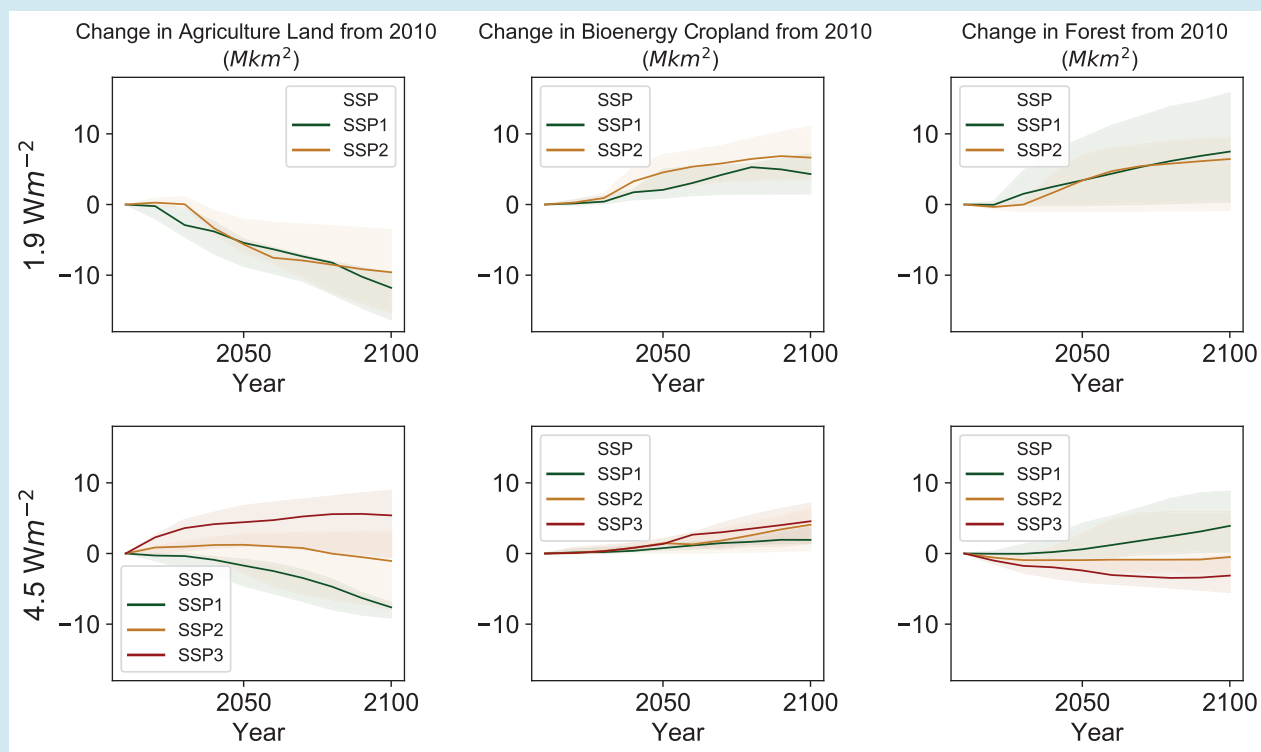 Change in Agriculture Land from 2010
(Mkm²)
Change in Bioenergy Cropland from 2010
(Mkm²)
Change in Forest from 2010
(Mkm²)
1.9 Wm⁻²
10
0
−10
SSP
SSP1
SSP2
2050
2100
Year
10
0
−10
SSP
SSP1
SSP2
2050
2100
Year
10
0
−10
SSP
SSP1
SSP2
2050
2100
Year
4.5 Wm⁻²
10
0
−10
SSP
SSP1
SSP2
SSP3
2050
2100
Year
10
0
−10
SSP
SSP1
SSP2
SSP3
2050
2100
Year
10
0
−10
SSP
SSP1
SSP2
SSP3
2050
2100
Year